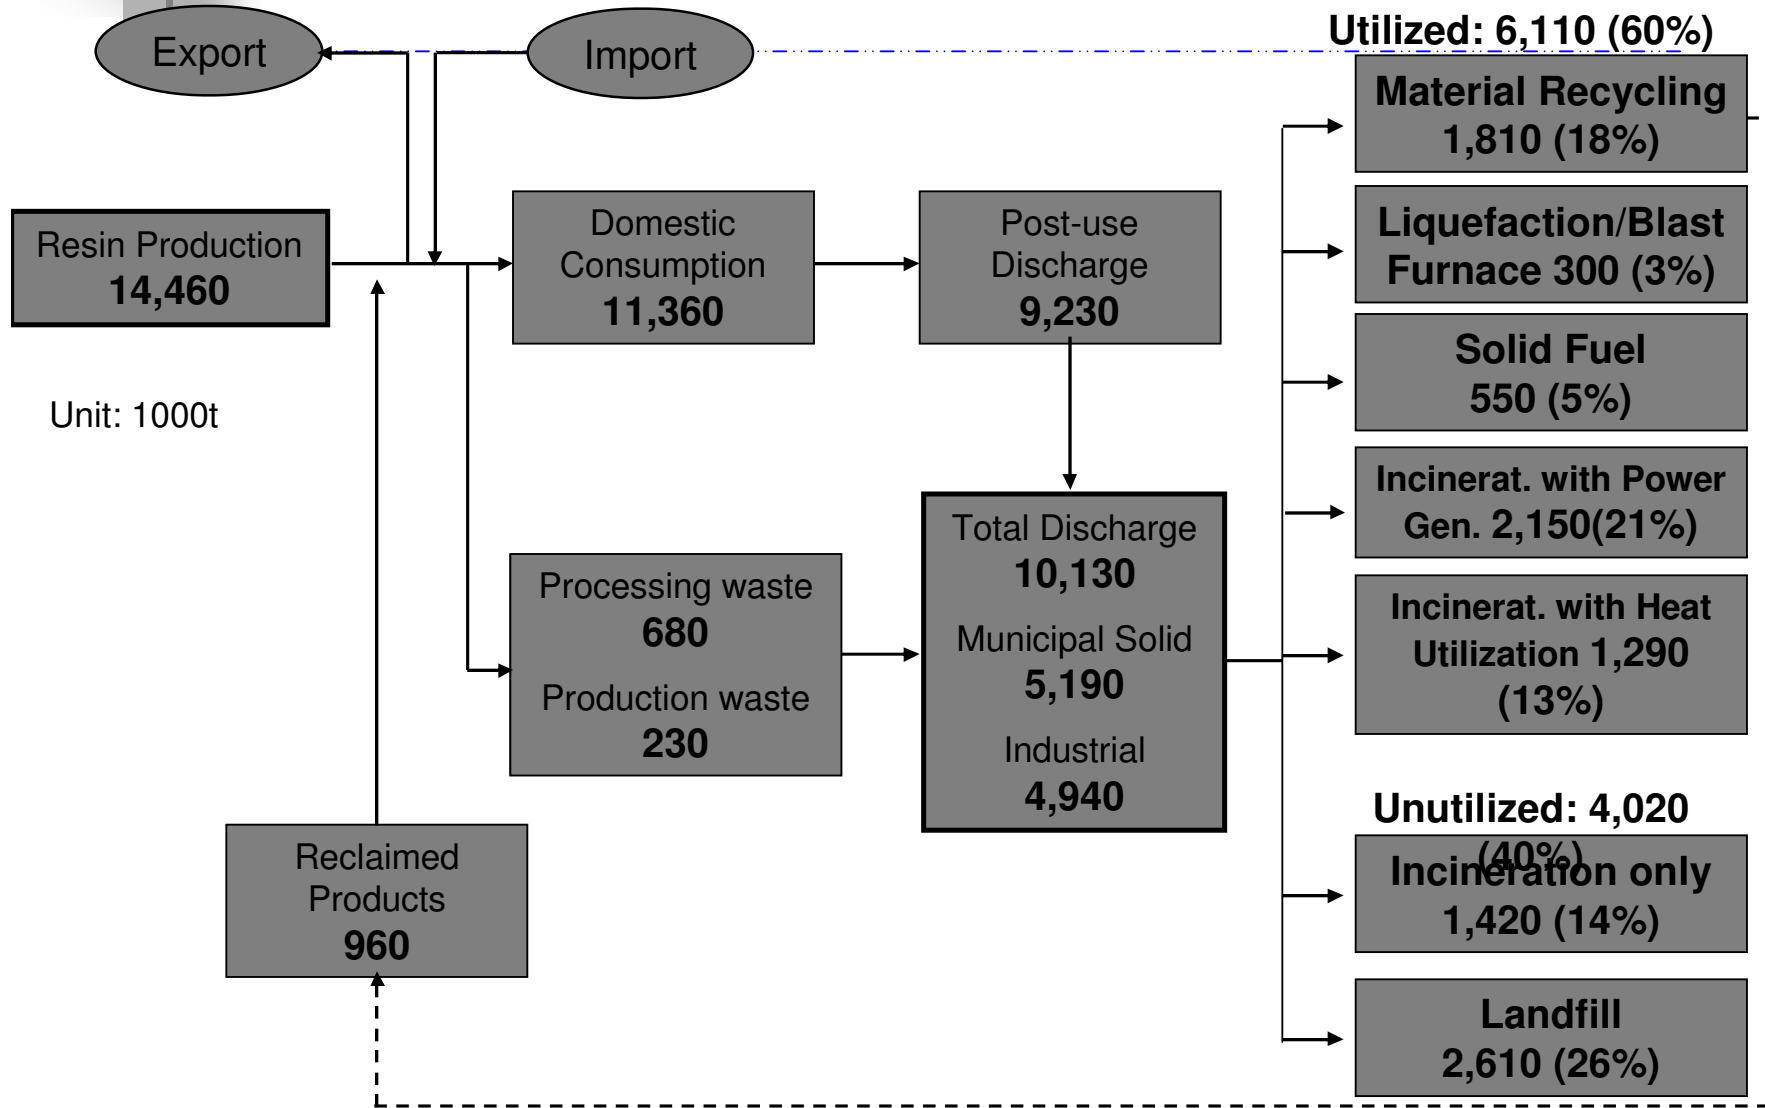 Export
Import
Utilized: 6,110 (60%)
Material Recycling
1,810 (18%)
Resin Production
14,460
Domestic
Consumption
11,360
Post-use
Discharge
9,230
Liquefaction/Blast
Furnace 300 (3%)
Solid Fuel
550 (5%)
Unit: 1000t
Incinerat. with Power
Gen. 2,150(21%)
Processing waste
680
Production waste
230
Total Discharge
10,130
Municipal Solid
5,190
Industrial
4,940
Incinerat. with Heat
Utilization 1,290
(13%)
Unutilized: 4,020
(40%)
Incineration only
1,420 (14%)
Reclaimed
Products
960
Landfill
2,610 (26%)